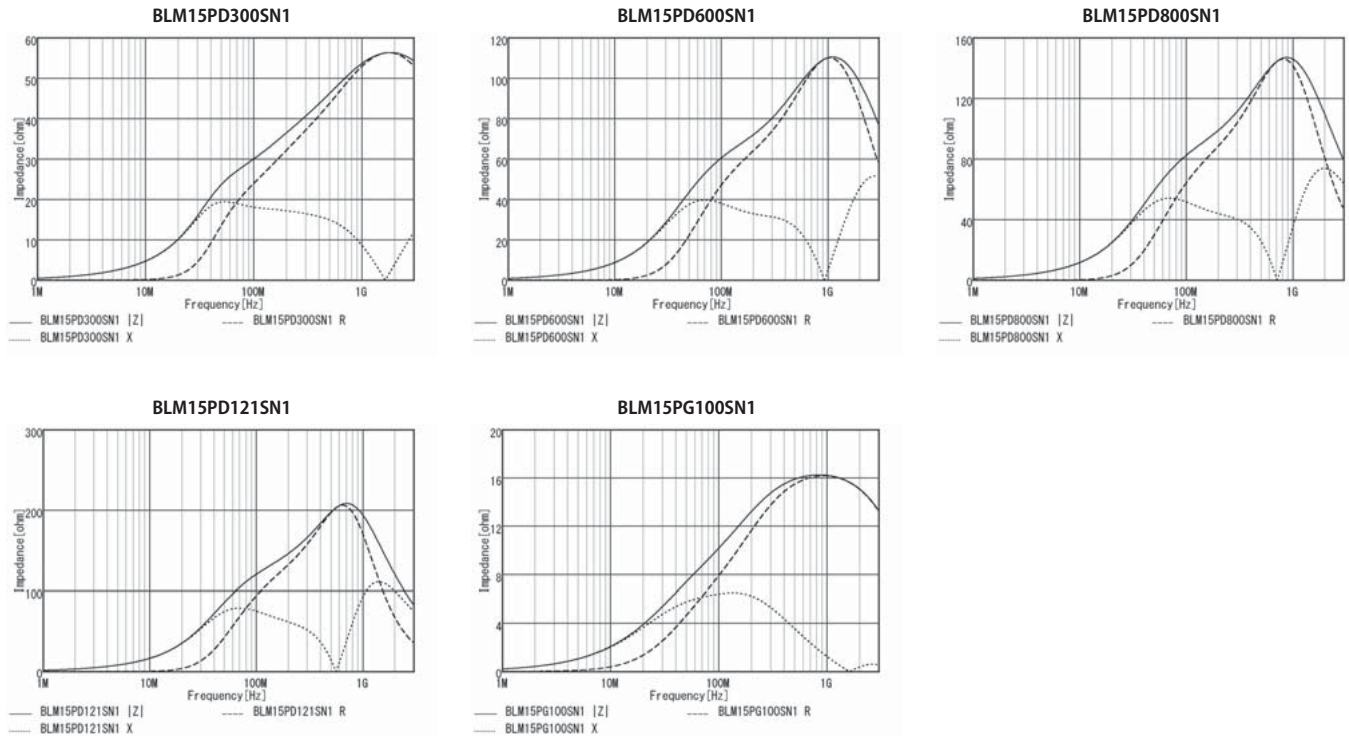 BLM15PD300SN1
60
50
40
30
20
10
0
Impedance[ohm]
1M
10M
100M
1G
Frequency[Hz]
BLM15PD300SN1 |Z|
BLM15PD300SN1 R
BLM15PD300SN1 X
BLM15PD600SN1
120
100
80
60
40
20
0
Impedance[ohm]
1M
10M
100M
1G
Frequency[Hz]
BLM15PD600SN1 |Z|
BLM15PD600SN1 R
BLM15PD600SN1 X
BLM15PD800SN1
160
120
80
40
0
Impedance[ohm]
1M
10M
100M
1G
Frequency[Hz]
BLM15PD800SN1 |Z|
BLM15PD800SN1 R
BLM15PD800SN1 X
BLM15PD121SN1
300
200
100
0
Impedance[ohm]
1M
10M
100M
1G
Frequency[Hz]
BLM15PD121SN1 |Z|
BLM15PD121SN1 R
BLM15PD121SN1 X
BLM15PG100SN1
20
16
12
8
4
0
Impedance[ohm]
1M
10M
100M
1G
Frequency[Hz]
BLM15PG100SN1 |Z|
BLM15PG100SN1 R
BLM15PG100SN1 X